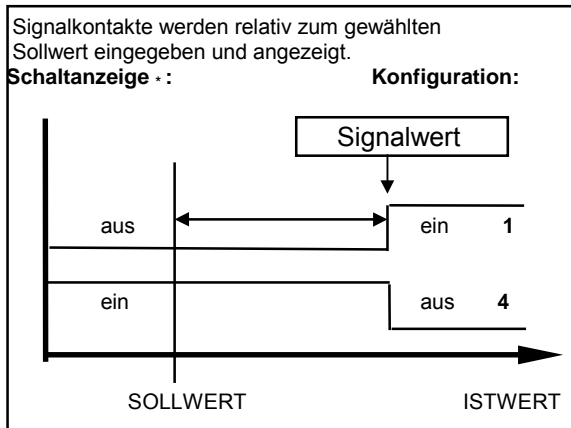 Signalkontakte werden relativ zum gewählten
Sollwert eingegeben und angezeigt.
Schaltanzeige * : Konfiguration:
Signalwert
aus ein 1
ein aus 4
SOLLWERT ISTWERT